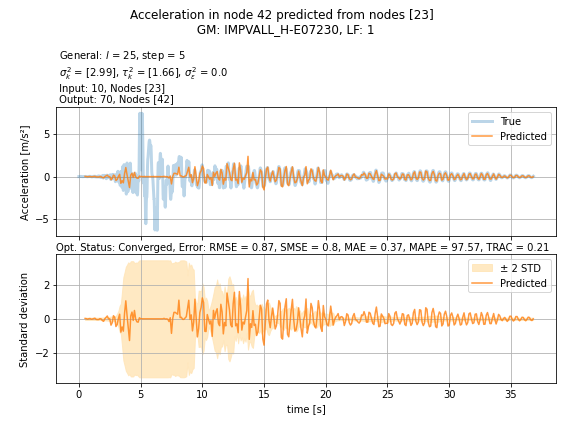 Acceleration in node 42 predicted from nodes [23]
GM: IMPVALL_H-E07230, LF: 1
General: l = 25, step = 5
σ²ₖ = [2.99], τ²ₖ = [1.66], σ²ₑ = 0.0
Input: 10, Nodes [23]
Output: 70, Nodes [42]
Acceleration [m/s²]
5
0
−5
True
Predicted
Opt. Status: Converged, Error: RMSE = 0.87, SMSE = 0.8, MAE = 0.37, MAPE = 97.57, TRAC = 0.21
Standard deviation
2
0
−2
± 2 STD
Predicted
0 5 10 15 20 25 30 35
time [s]